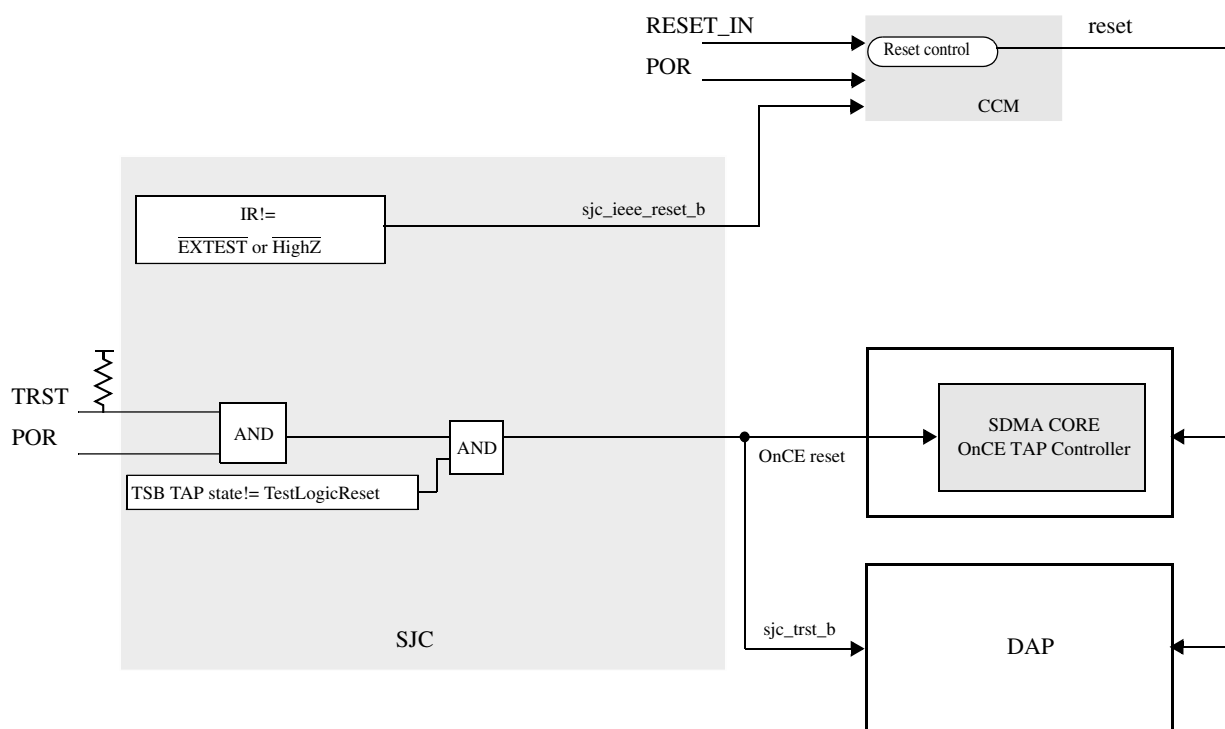 RESET_IN
reset
Reset control
POR
CCM
IR!=
EXTEST or HighZ
sjc_ieee_reset_b
TRST
POR
AND
AND
TSB TAP state!= TestLogicReset
OnCE reset
SDMA CORE
OnCE TAP Controller
sjc_trst_b
SJC
DAP